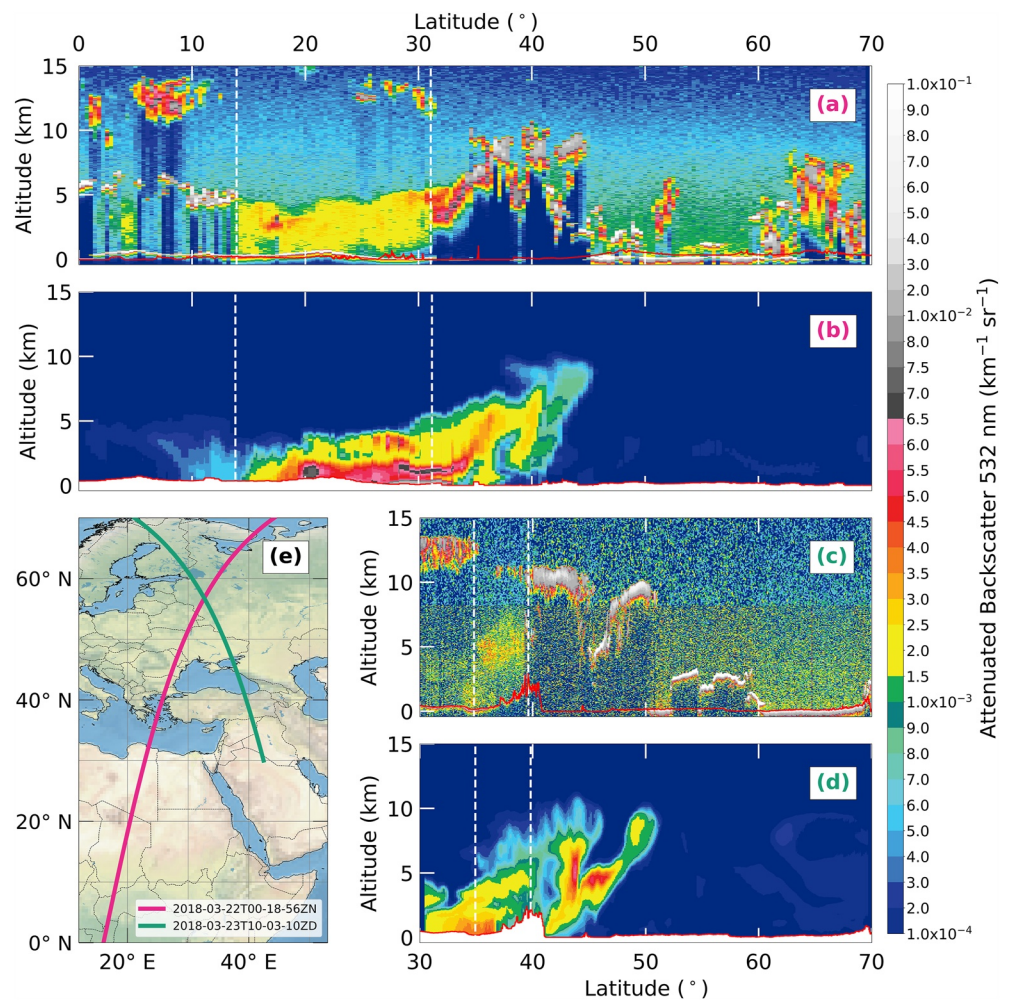 Latitude (°)
0 10 20 30 40 50 60 70
15
10
5
0
Altitude (km)
(a)
15
10
5
0
Altitude (km)
(b)
(e)
60° N
40° N
20° N
0° N
20° E 40° E
2018-03-22T00-18-56ZN
2018-03-23T10-03-10ZD
15
10
5
0
Altitude (km)
(c)
15
10
5
0
Altitude (km)
(d)
30 40 50 60 70
Latitude (°)
1.0x10⁻¹
9.0
8.0
7.0
6.0
5.0
4.0
3.0
2.0
1.0x10⁻²
9.0
8.0
7.5
7.0
6.5
6.0
5.5
5.0
4.5
4.0
3.5
3.0
2.5
2.0
1.5
1.0x10⁻³
9.0
8.0
7.0
6.0
5.0
4.0
3.0
2.0
1.0x10⁻⁴
Attenuated Backscatter 532 nm (km⁻¹ sr⁻¹)